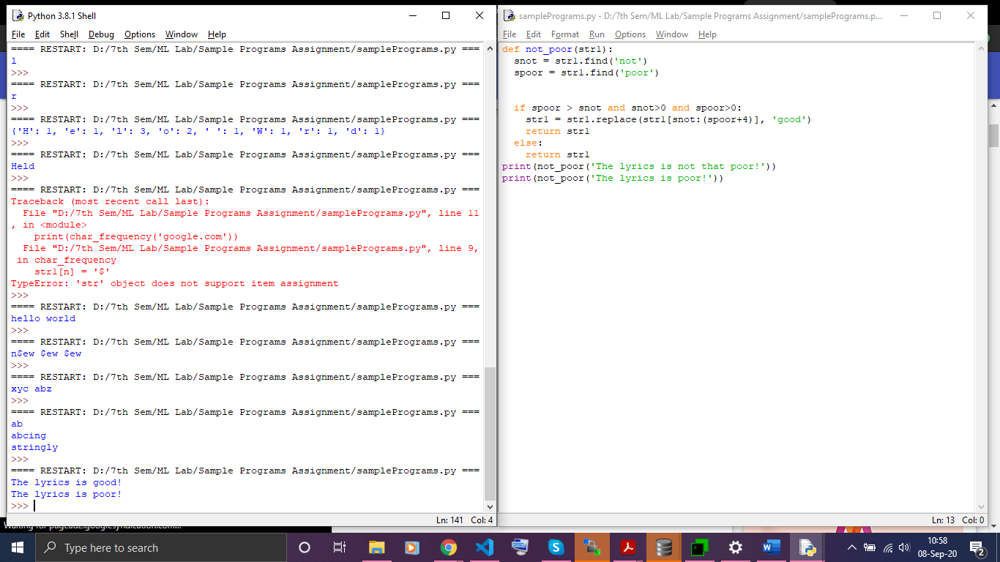 Python 3.8.1 Shell
File Edit Shell Debug Options Window Help
==== RESTART: D:/7th Sem/ML Lab/Sample Programs Assignment/samplePrograms.py ===
l
>>>
==== RESTART: D:/7th Sem/ML Lab/Sample Programs Assignment/samplePrograms.py ===
r
>>>
==== RESTART: D:/7th Sem/ML Lab/Sample Programs Assignment/samplePrograms.py ===
{'H': 1, 'e': 1, 'l': 3, 'o': 2, ' ': 1, 'W': 1, 'r': 1, 'd': 1}
>>>
==== RESTART: D:/7th Sem/ML Lab/Sample Programs Assignment/samplePrograms.py ===
Held
>>>
==== RESTART: D:/7th Sem/ML Lab/Sample Programs Assignment/samplePrograms.py ===
Traceback (most recent call last):
  File "D:/7th Sem/ML Lab/Sample Programs Assignment/samplePrograms.py", line 11
, in <module>
    print(char_frequency('google.com'))
  File "D:/7th Sem/ML Lab/Sample Programs Assignment/samplePrograms.py", line 9,
 in char_frequency
    str1[n] = '$'
TypeError: 'str' object does not support item assignment
>>>
==== RESTART: D:/7th Sem/ML Lab/Sample Programs Assignment/samplePrograms.py ===
hello world
>>>
==== RESTART: D:/7th Sem/ML Lab/Sample Programs Assignment/samplePrograms.py ===
n$ew $ew $ew
>>>
==== RESTART: D:/7th Sem/ML Lab/Sample Programs Assignment/samplePrograms.py ===
xyc abz
>>>
==== RESTART: D:/7th Sem/ML Lab/Sample Programs Assignment/samplePrograms.py ===
ab
abcing
stringly
>>>
==== RESTART: D:/7th Sem/ML Lab/Sample Programs Assignment/samplePrograms.py ===
The lyrics is good!
The lyrics is poor!
>>>
Ln: 141 Col: 4
samplePrograms.py - D:/7th Sem/ML Lab/Sample Programs Assignment/samplePrograms.p...
File Edit Format Run Options Window Help
def not_poor(str1):
  snot = str1.find('not')
  spoor = str1.find('poor')
  if spoor > snot and snot>0 and spoor>0:
    str1 = str1.replace(str1[snot:(spoor+4)], 'good')
    return str1
  else:
    return str1
print(not_poor('The lyrics is not that poor!'))
print(not_poor('The lyrics is poor!'))
Ln: 13 Col: 0
Waiting for pagead2.googlesyndication.com...
Type here to search
10:58
08-Sep-20
2